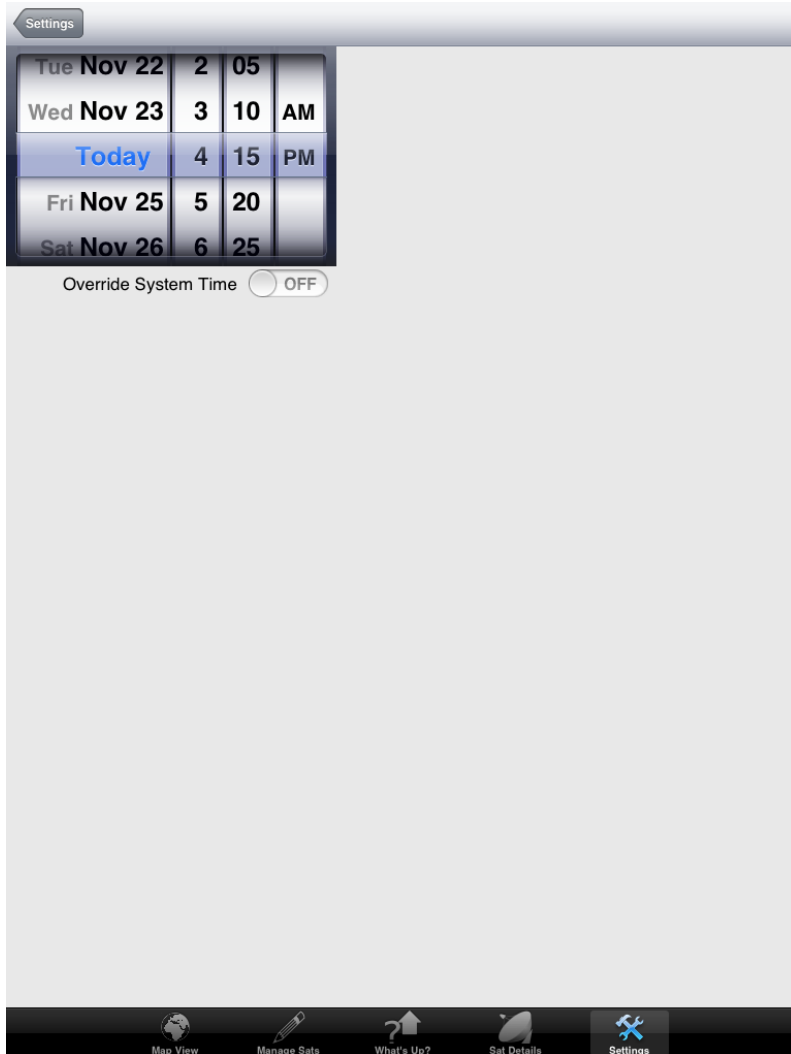 Settings
Tue Nov 22 2 05
Wed Nov 23 3 10 AM
Today 4 15 PM
Fri Nov 25 5 20
Sat Nov 26 6 25
Override System Time OFF
Map View Manage Sats What's Up? Sat Details Settings